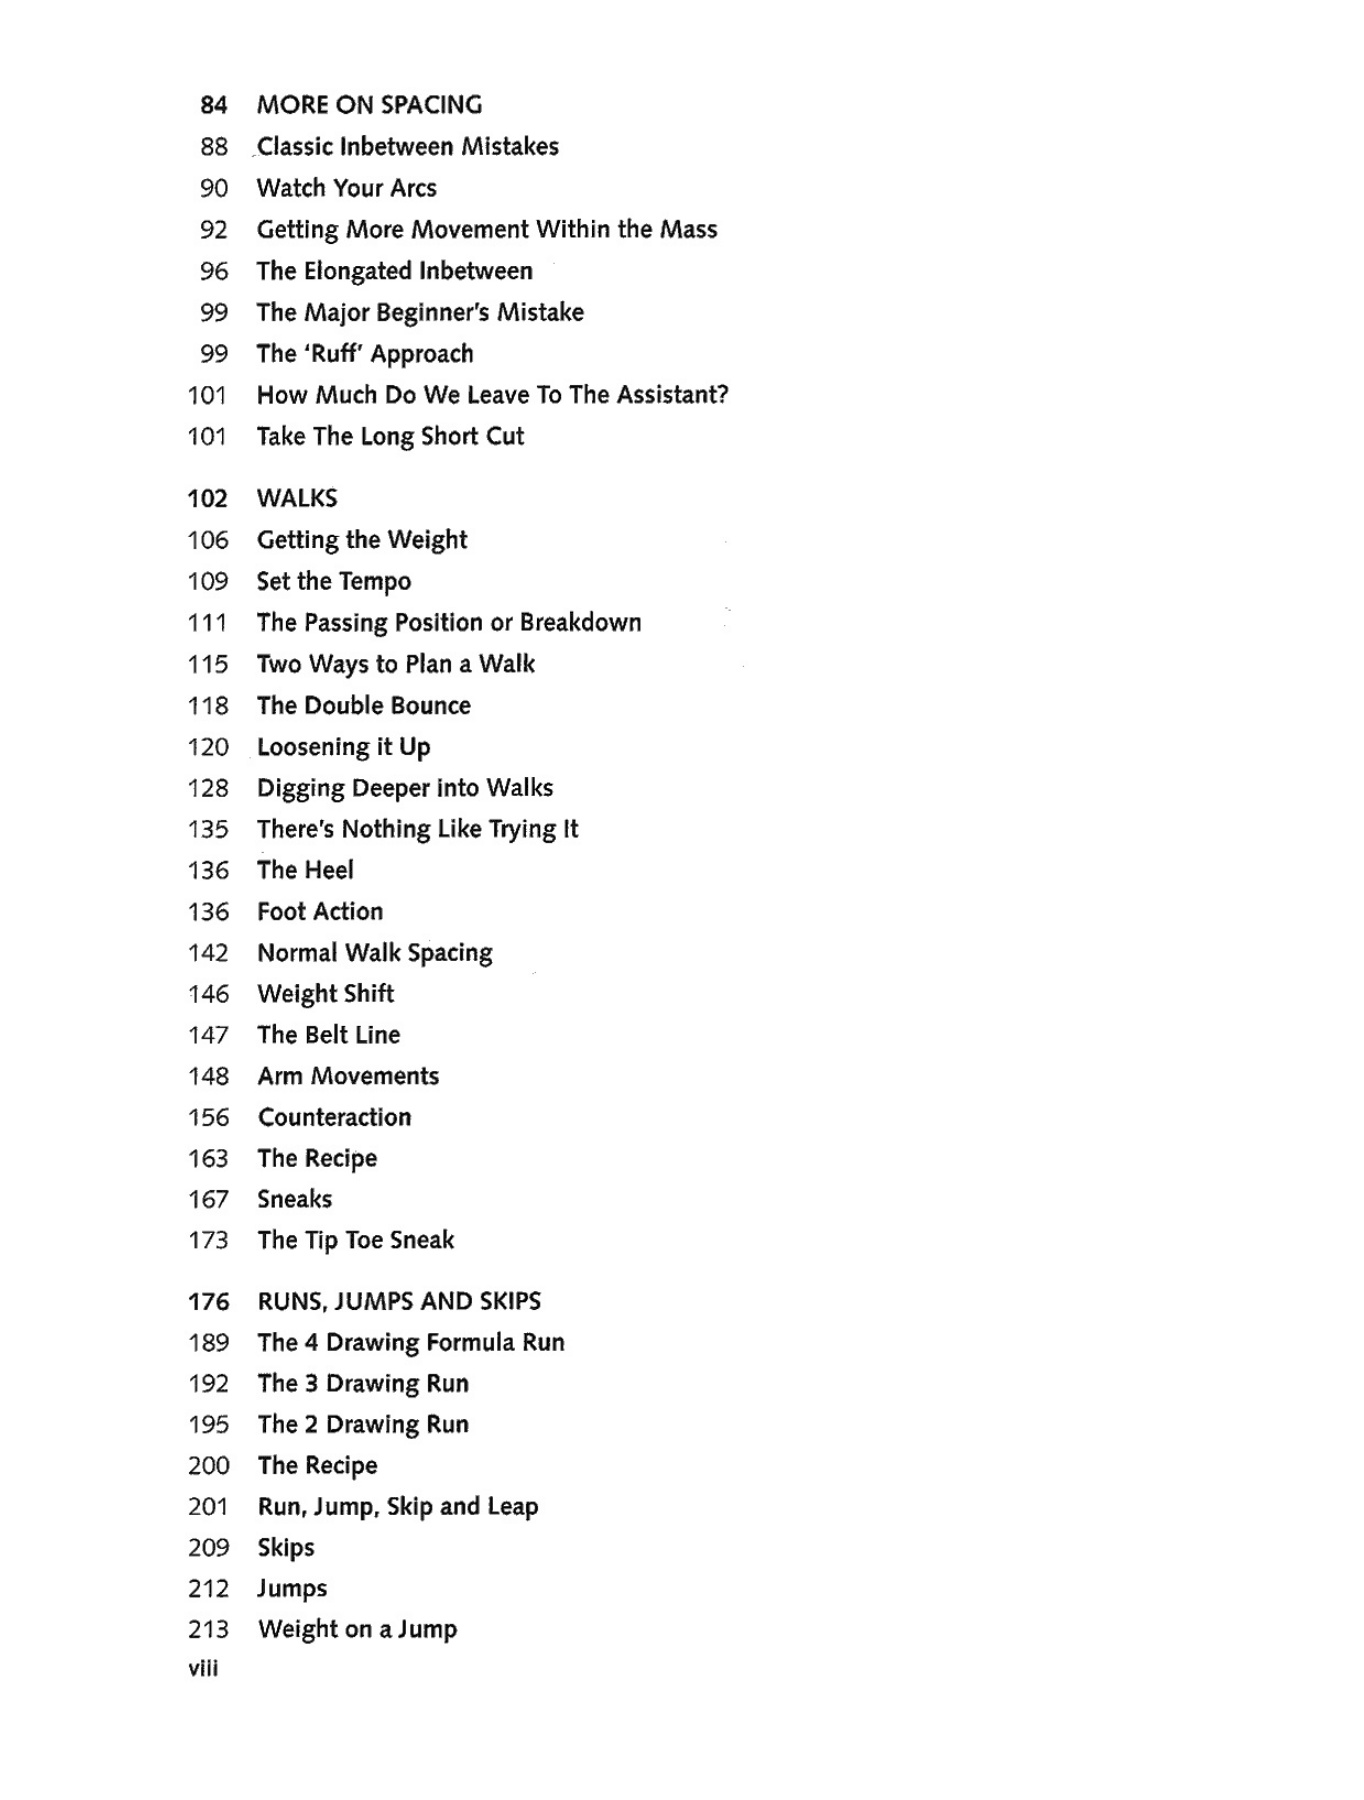 84 MORE ON SPACING
88 Classic Inbetween Mistakes
90 Watch Your Arcs
92 Getting More Movement Within the Mass
96 The Elongated Inbetween
99 The Major Beginner's Mistake
99 The ‘Ruff’ Approach
101 How Much Do We Leave To The Assistant?
101 Take The Long Short Cut
102 WALKS
106 Getting the Weight
109 Set the Tempo
111 The Passing Position or Breakdown
115 Two Ways to Plan a Walk
118 The Double Bounce
120 Loosening it Up
128 Digging Deeper into Walks
135 There's Nothing Like Trying It
136 The Heel
136 Foot Action
142 Normal Walk Spacing
146 Weight Shift
147 The Belt Line
148 Arm Movements
156 Counteraction
163 The Recipe
167 Sneaks
173 The Tip Toe Sneak
176 RUNS, JUMPS AND SKIPS
189 The 4 Drawing Formula Run
192 The 3 Drawing Run
195 The 2 Drawing Run
200 The Recipe
201 Run, Jump, Skip and Leap
209 Skips
212 Jumps
213 Weight on a Jump
viii